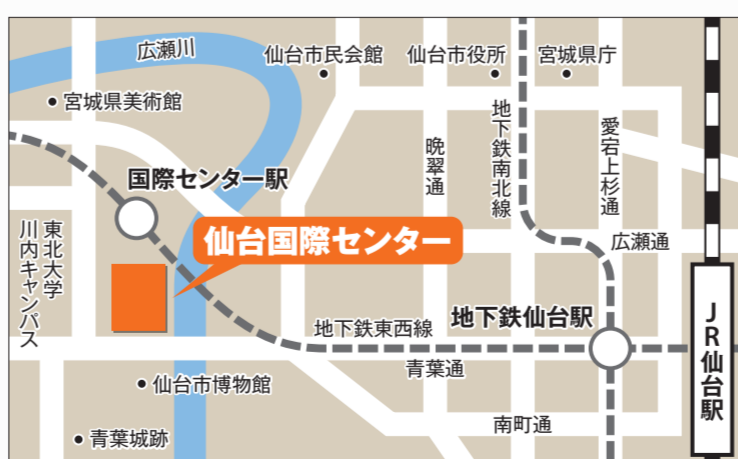 広瀬川
仙台市民会館
仙台市役所
宮城県庁
宮城県美術館
地下鉄南北線
愛宕上杉通
晩翠通
国際センター駅
東北大学
川内キャンパス
仙台国際センター
広瀬通
地下鉄仙台駅
JR仙台駅
地下鉄東西線
青葉通
仙台市博物館
南町通
青葉城跡